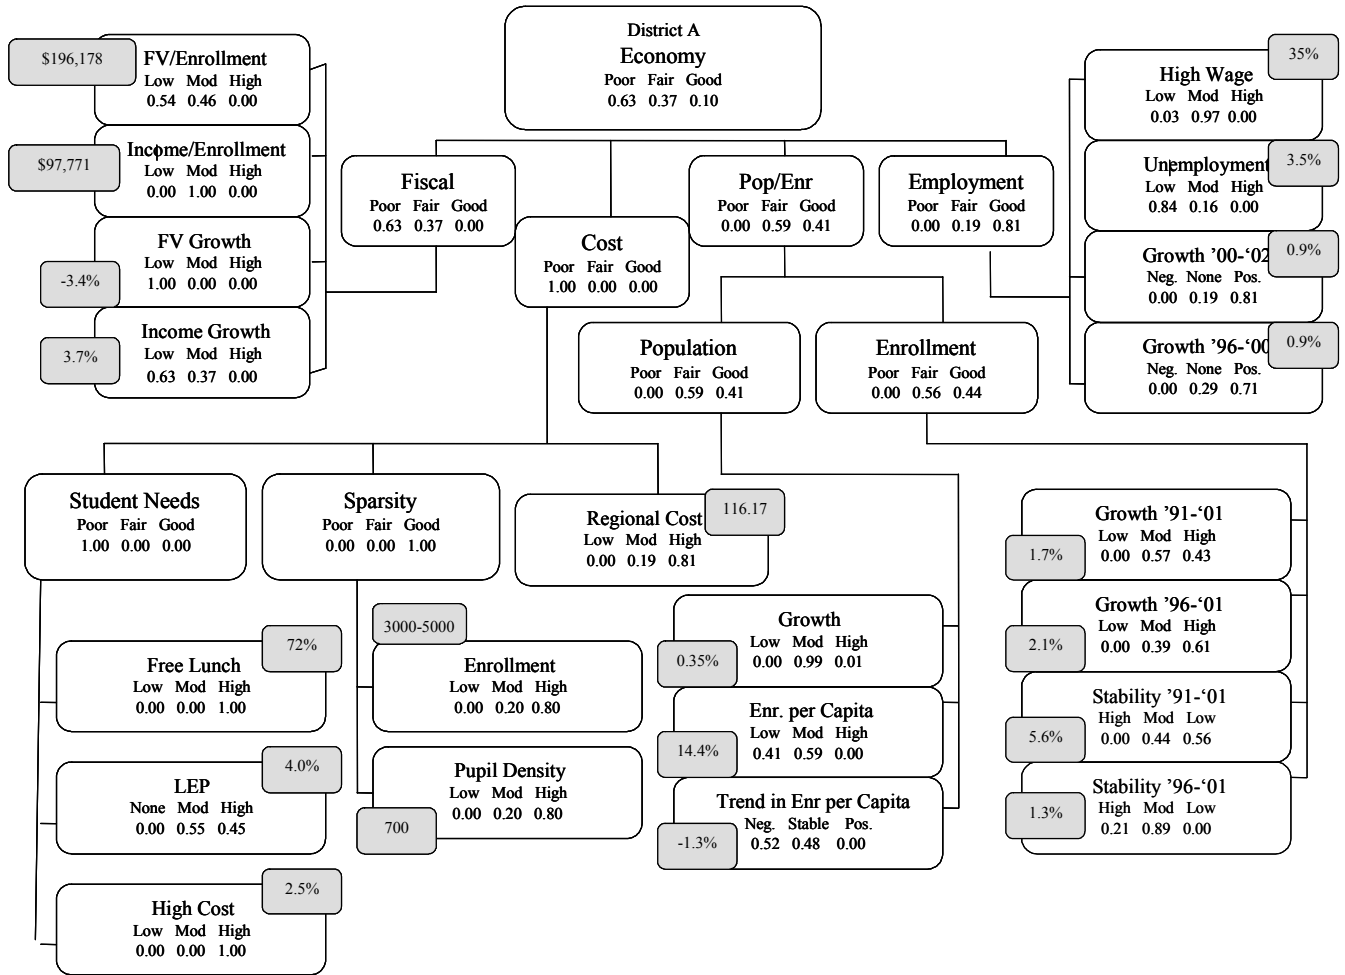 District A
Economy
Poor Fair Good
0.63 0.37 0.10
$196,178
FV/Enrollment
Low Mod High
0.54 0.46 0.00
$97,771
Income/Enrollment
Low Mod High
0.00 1.00 0.00
FV Growth
Low Mod High
-3.4%
1.00 0.00 0.00
Income Growth
3.7%
Low Mod High
0.63 0.37 0.00
Fiscal
Poor Fair Good
0.63 0.37 0.00
Cost
Poor Fair Good
1.00 0.00 0.00
Pop/Enr
Poor Fair Good
0.00 0.59 0.41
Employment
Poor Fair Good
0.00 0.19 0.81
35%
High Wage
Low Mod High
0.03 0.97 0.00
3.5%
Unemployment
Low Mod High
0.84 0.16 0.00
0.9%
Growth ’00-‘02
Neg. None Pos.
0.00 0.19 0.81
0.9%
Growth ’96-‘00
Neg. None Pos.
0.00 0.29 0.71
Population
Poor Fair Good
0.00 0.59 0.41
Enrollment
Poor Fair Good
0.00 0.56 0.44
Student Needs
Poor Fair Good
1.00 0.00 0.00
Sparsity
Poor Fair Good
0.00 0.00 1.00
116.17
Regional Cost
Low Mod High
0.00 0.19 0.81
72%
Free Lunch
Low Mod High
0.00 0.00 1.00
4.0%
LEP
None Mod High
0.00 0.55 0.45
2.5%
High Cost
Low Mod High
0.00 0.00 1.00
3000-5000
Enrollment
Low Mod High
0.00 0.20 0.80
Pupil Density
Low Mod High
0.00 0.20 0.80
700
Growth
Low Mod High
0.00 0.99 0.01
0.35%
Enr. per Capita
Low Mod High
0.41 0.59 0.00
14.4%
Trend in Enr per Capita
Neg. Stable Pos.
0.52 0.48 0.00
-1.3%
Growth ’91-‘01
Low Mod High
0.00 0.57 0.43
1.7%
Growth ’96-‘01
Low Mod High
0.00 0.39 0.61
2.1%
Stability ’91-‘01
High Mod Low
0.00 0.44 0.56
5.6%
Stability ’96-‘01
High Mod Low
0.21 0.89 0.00
1.3%